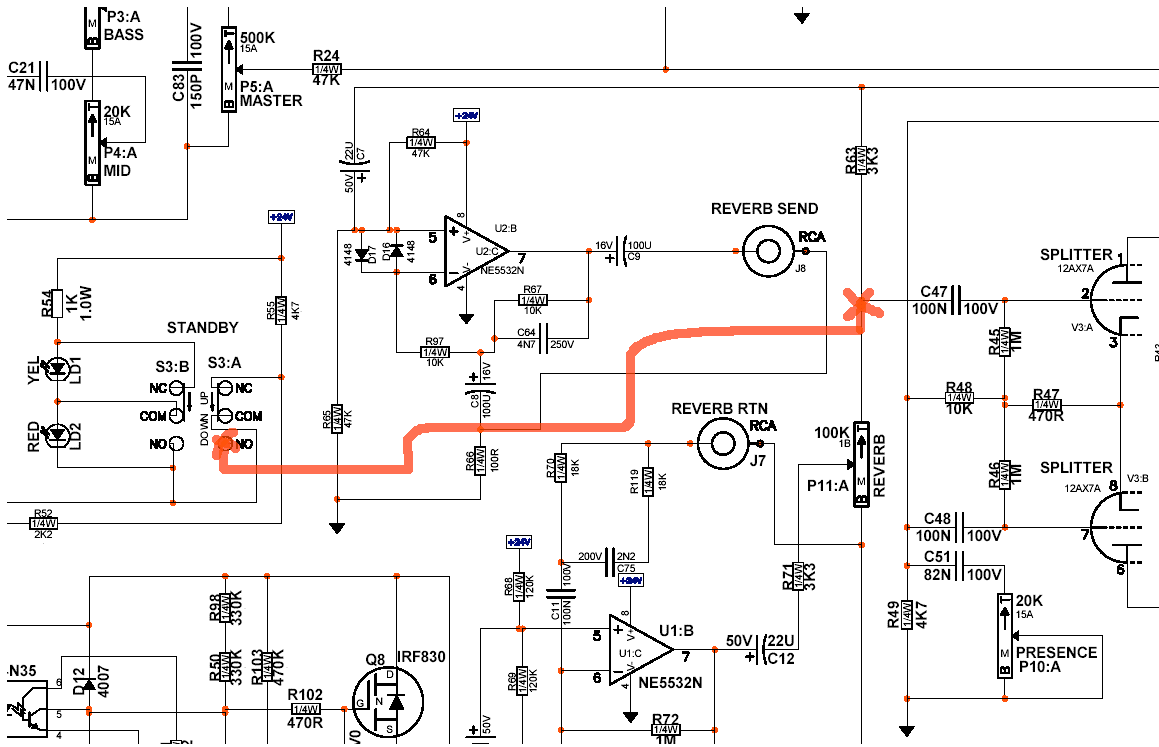 P3:A
BASS
M
B
C21
47N
100V
20K
15A
T
M
B
P4:A
MID
C83
100V
150P
T
M
B
500K
15A
P5:A
MASTER
R24
1/4W
47K
22U
C7
50V
R64
1/4W
47K
+24V
8
V+
U2:B
U2:C
5
6
7
V-
4
NE5532N
4148
D17
D16
4148
16V
100U
C9
REVERB SEND
RCA
J8
R67
1/4W
10K
C64
4N7
250V
R97
1/4W
10K
16V
C8
100U
R65
1/4W
47K
R66
1/4W
100R
+24V
R54
1K
1.0W
R55
1/4W
4K7
STANDBY
S3:B
S3:A
NC
NC
COM
COM
NO
NO
UP
DOWN
YEL
LD1
RED
LD2
R52
1/4W
2K2
R63
1/4W
3K3
REVERB RTN
RCA
J7
R70
1/4W
18K
R119
1/4W
18K
100K
1B
T
M
B
P11:A
REVERB
200V
2N2
C75
+24V
+24V
R68
1/4W
120K
C11
100V
100N
R69
1/4W
120K
5
6
7
8
V+
V-
4
U1:B
U1:C
NE5532N
50V
22U
C12
R71
1/4W
3K3
R72
1/4W
1M
50V
C47
100N
100V
SPLITTER
12AX7A
V3:A
1
2
3
R45
1/4W
1M
R48
1/4W
10K
R47
1/4W
470R
R46
1/4W
1M
SPLITTER
12AX7A
V3:B
8
7
6
C48
100N
100V
C51
82N
100V
R49
1/4W
4K7
20K
15A
T
M
B
PRESENCE
P10:A
N35
6
5
4
D12
4007
R98
1/4W
330K
R50
1/4W
330K
R103
1/4W
470K
R102
1/4W
470R
Q8
IRF830
D
N
G
S